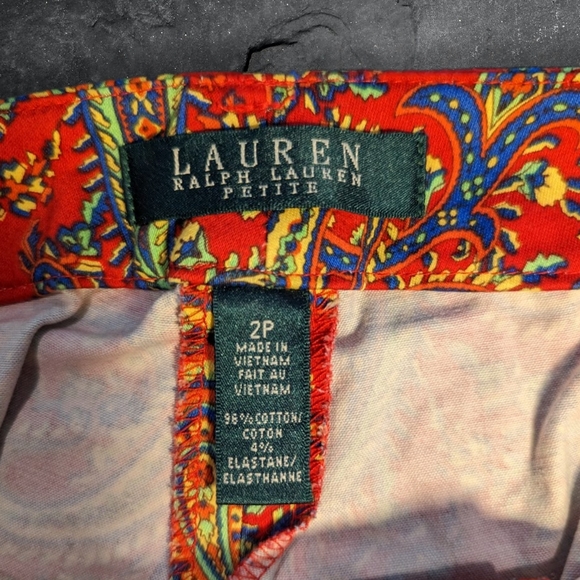 LAUREN
RALPH LAUREN
PETITE
2P
MADE IN
VIETNAM
FAIT AU
VIETNAM
96% COTTON/
COTON
4%
ELASTANE/
ELASTHANNE